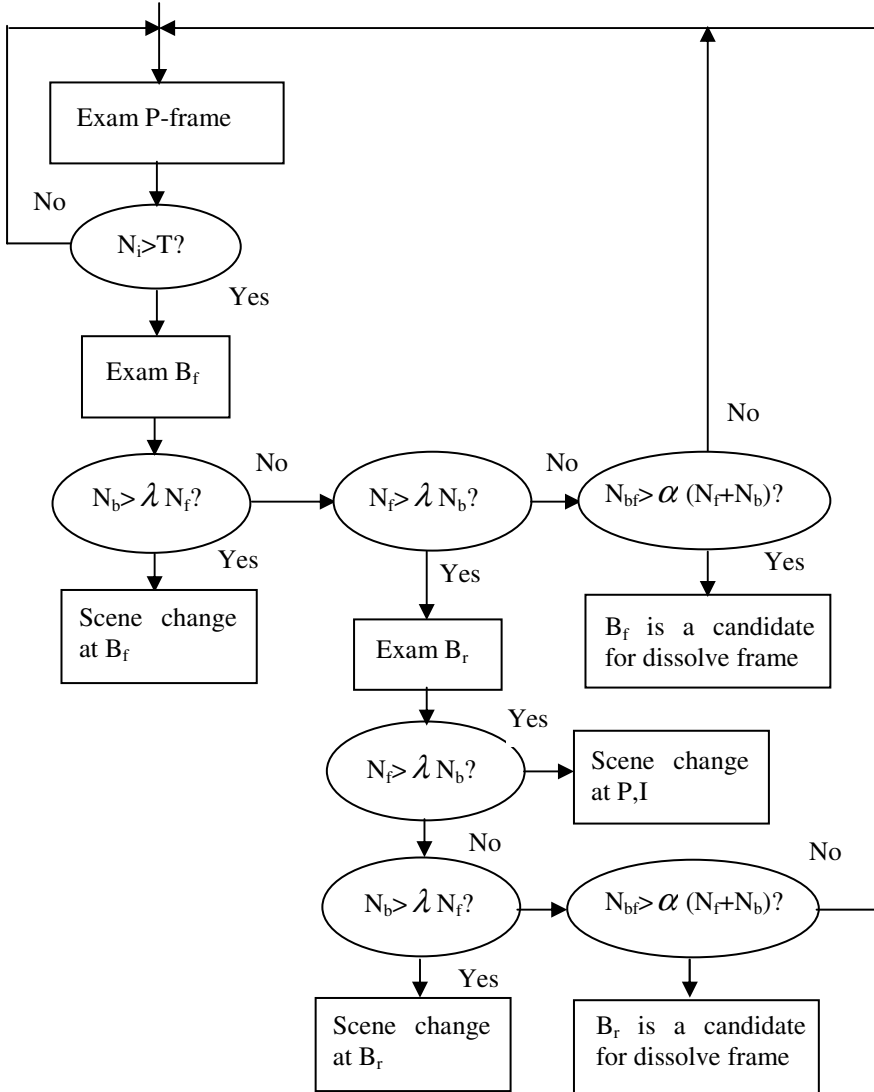 Exam P-frame
No
Nᵢ>T?
Yes
Exam B_f
No
N_b> λ N_f?
No
N_f> λ N_b?
No
N_bf> α (N_f+N_b)?
Yes
Yes
Yes
Scene change
at B_f
Exam B_r
B_f is a candidate
for dissolve frame
Yes
N_f> λ N_b?
Scene change
at P,I
No
No
N_b> λ N_f?
N_bf> α (N_f+N_b)?
Yes
Scene change
at B_r
B_r is a candidate
for dissolve frame